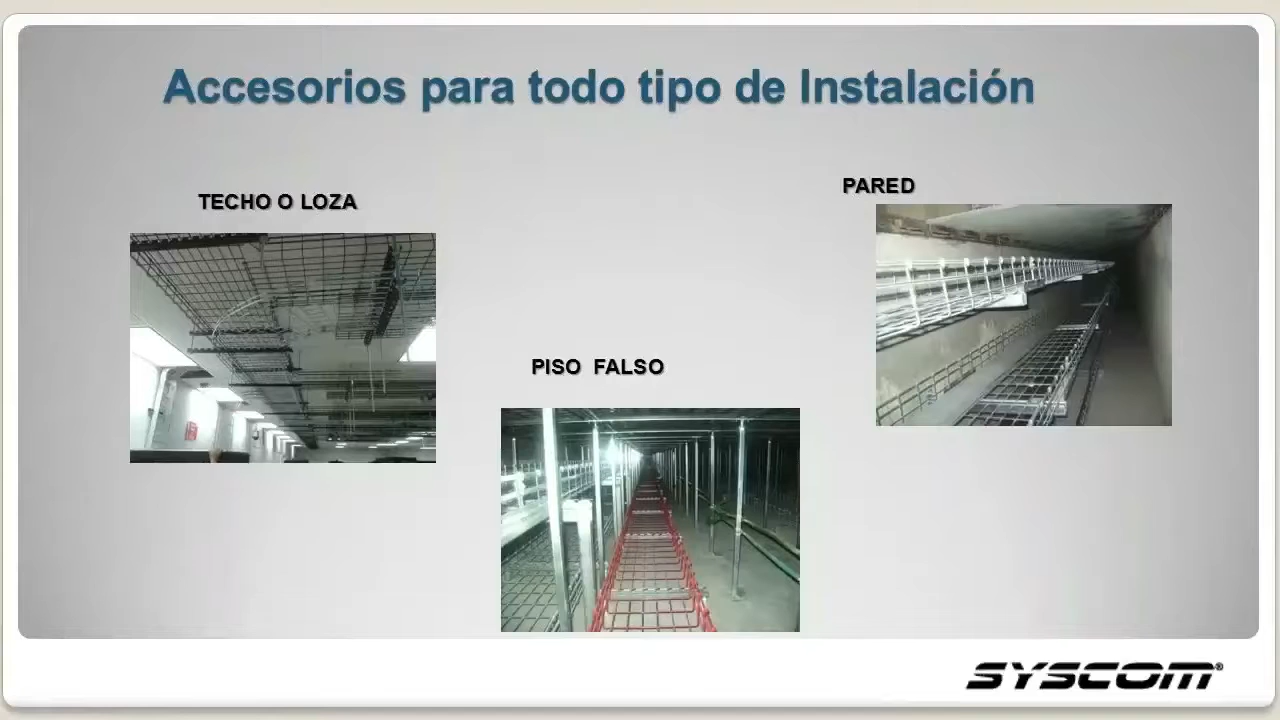 Accesorios para todo tipo de Instalación
TECHO O LOZA
PARED
PISO FALSO
SYSCOM®